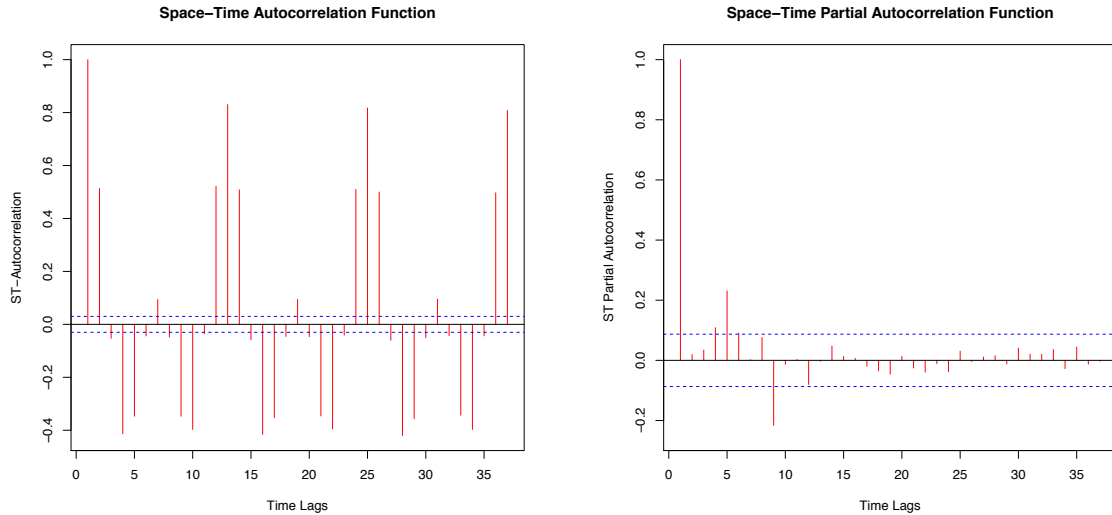 Space−Time Autocorrelation Function
ST−Autocorrelation
1.0
0.8
0.6
0.4
0.2
0.0
−0.2
−0.4
0 5 10 15 20 25 30 35
Time Lags
Space−Time Partial Autocorrelation Function
ST Partial Autocorrelation
1.0
0.8
0.6
0.4
0.2
0.0
−0.2
0 5 10 15 20 25 30 35
Time Lags